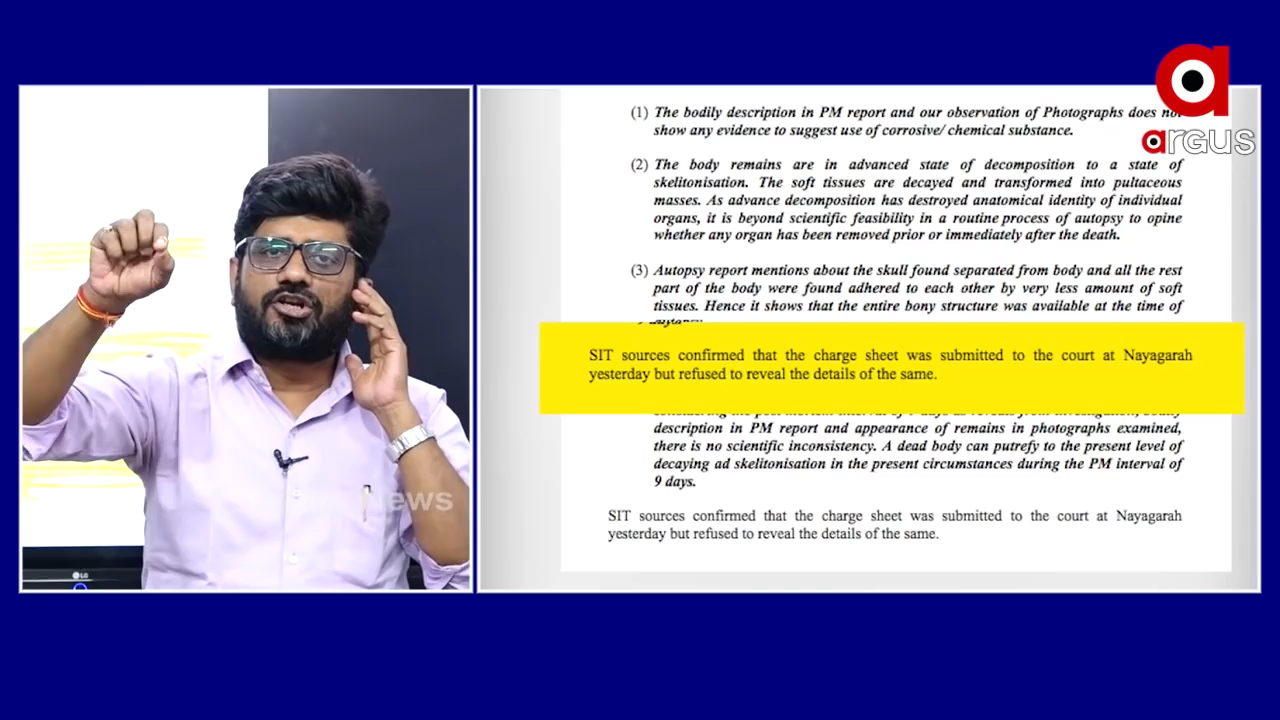 argus
(1) The bodily description in PM report and our observation of Photographs does not
show any evidence to suggest use of corrosive/ chemical substance.
(2) The body remains are in advanced state of decomposition to a state of
skelitonisation. The soft tissues are decayed and transformed into pultaceous
masses. As advance decomposition has destroyed anatomical identity of individual
organs, it is beyond scientific feasibility in a routine process of autopsy to opine
whether any organ has been removed prior or immediately after the death.
(3) Autopsy report mentions about the skull found separated from body and all the rest
part of the body were found adhered to each other by very less amount of soft
tissues. Hence it shows that the entire bony structure was available at the time of
SIT sources confirmed that the charge sheet was submitted to the court at Nayagarah
yesterday but refused to reveal the details of the same.
description in PM report and appearance of remains in photographs examined,
there is no scientific inconsistency. A dead body can putrefy to the present level of
decaying ad skelitonisation in the present circumstances during the PM interval of
9 days.
SIT sources confirmed that the charge sheet was submitted to the court at Nayagarah
yesterday but refused to reveal the details of the same.
News
LG